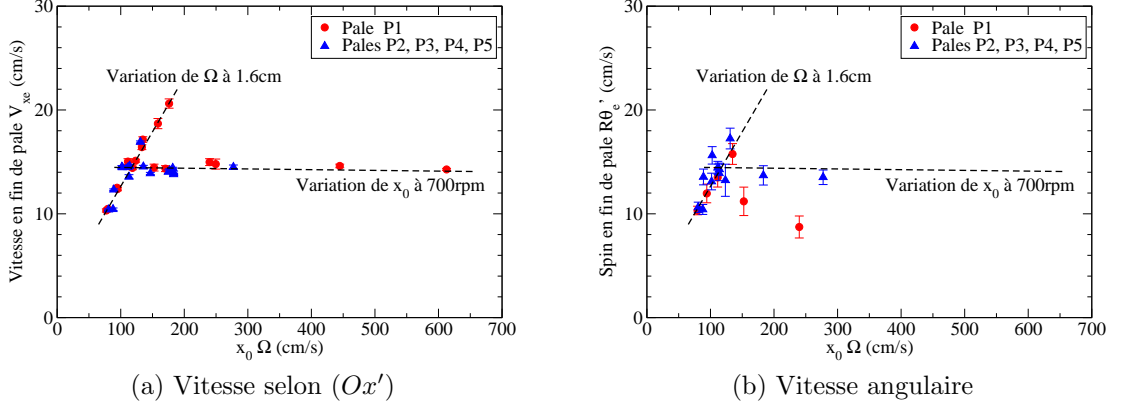 30
20
10
0
Vitesse en fin de pale V_xe (cm/s)
Pale P1
Pales P2, P3, P4, P5
Variation de Ω à 1.6cm
Variation de x_0 à 700rpm
0 100 200 300 400 500 600 700
x_0 Ω (cm/s)
(a) Vitesse selon (Ox′)
30
20
10
0
Spin en fin de pale Rθ_e' (cm/s)
Pale P1
Pales P2, P3, P4, P5
Variation de Ω à 1.6cm
Variation de x_0 à 700rpm
0 100 200 300 400 500 600 700
x_0 Ω (cm/s)
(b) Vitesse angulaire